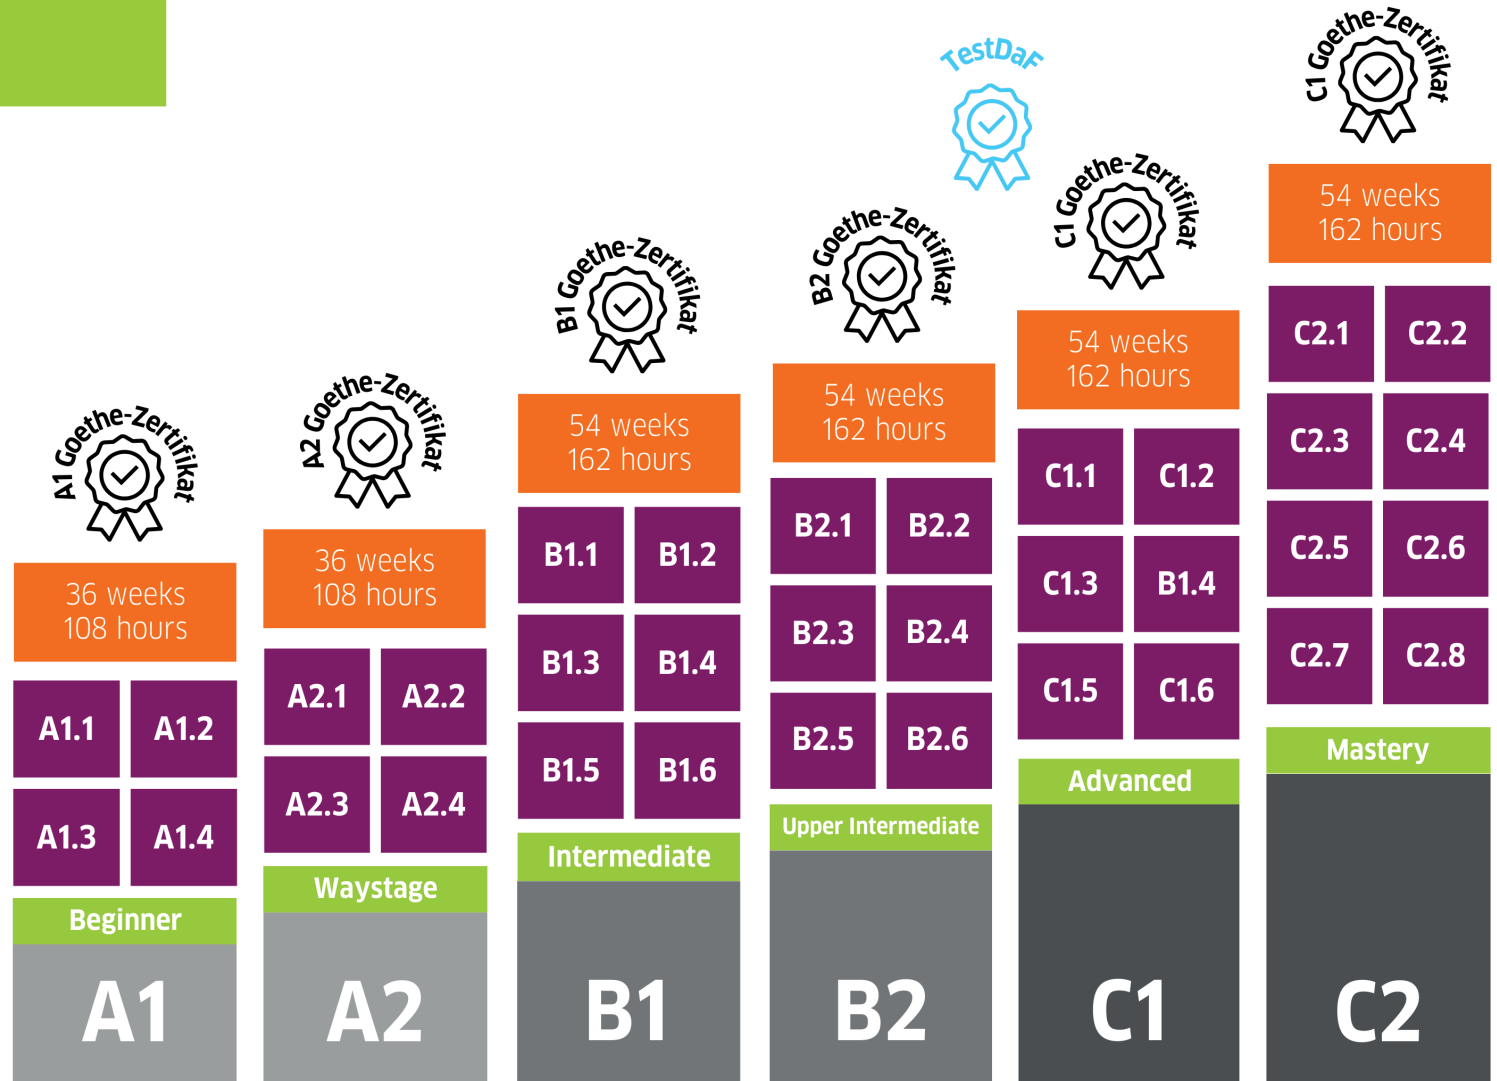 A1 Goethe-Zertifikat
36 weeks
108 hours
A1.1 A1.2
A1.3 A1.4
Beginner
A1
A2 Goethe-Zertifikat
36 weeks
108 hours
A2.1 A2.2
A2.3 A2.4
Waystage
A2
B1 Goethe-Zertifikat
54 weeks
162 hours
B1.1 B1.2
B1.3 B1.4
B1.5 B1.6
Intermediate
B1
B2 Goethe-Zertifikat
54 weeks
162 hours
B2.1 B2.2
B2.3 B2.4
B2.5 B2.6
Upper Intermediate
B2
TestDaF
C1 Goethe-Zertifikat
54 weeks
162 hours
C1.1 C1.2
C1.3 B1.4
C1.5 C1.6
Advanced
C1
C1 Goethe-Zertifikat
54 weeks
162 hours
C2.1 C2.2
C2.3 C2.4
C2.5 C2.6
C2.7 C2.8
Mastery
C2